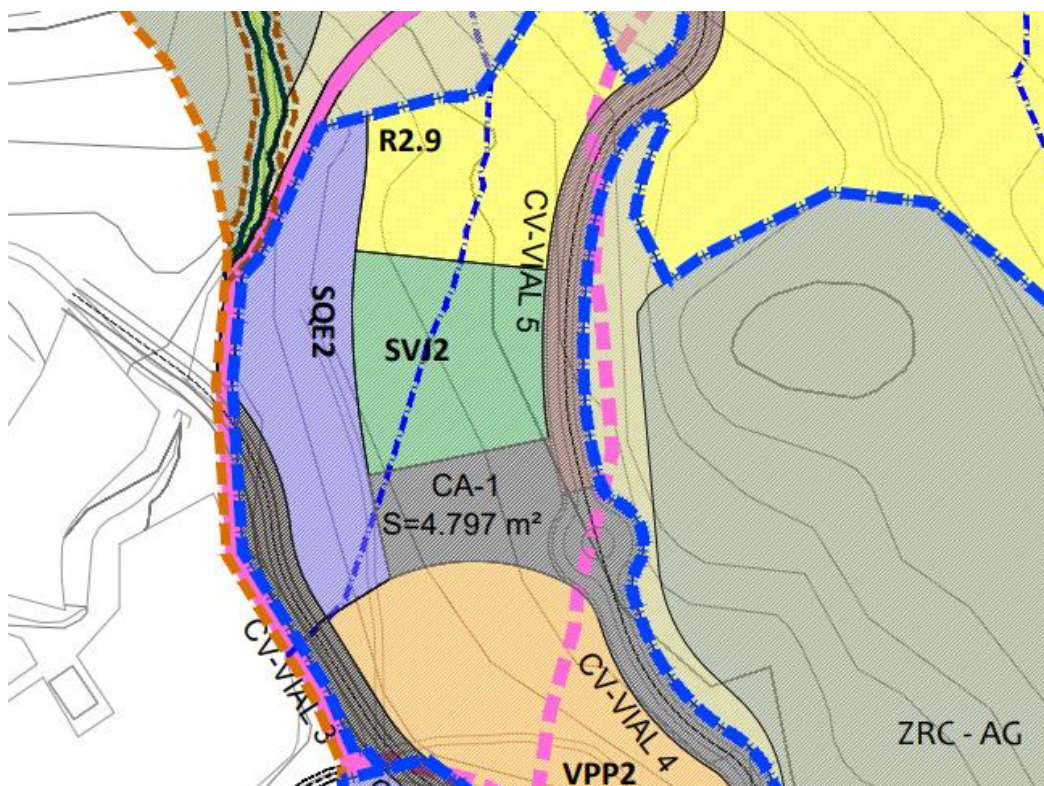 R2.9
CV-VIAL 5
SQE2
SVJ2
CA-1
S=4.797 m²
CV-VIAL 3
CV-VIAL 4
ZRC - AG
VPP2